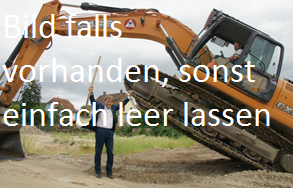 Bild falls
vorhanden, sonst
einfach leer lassen